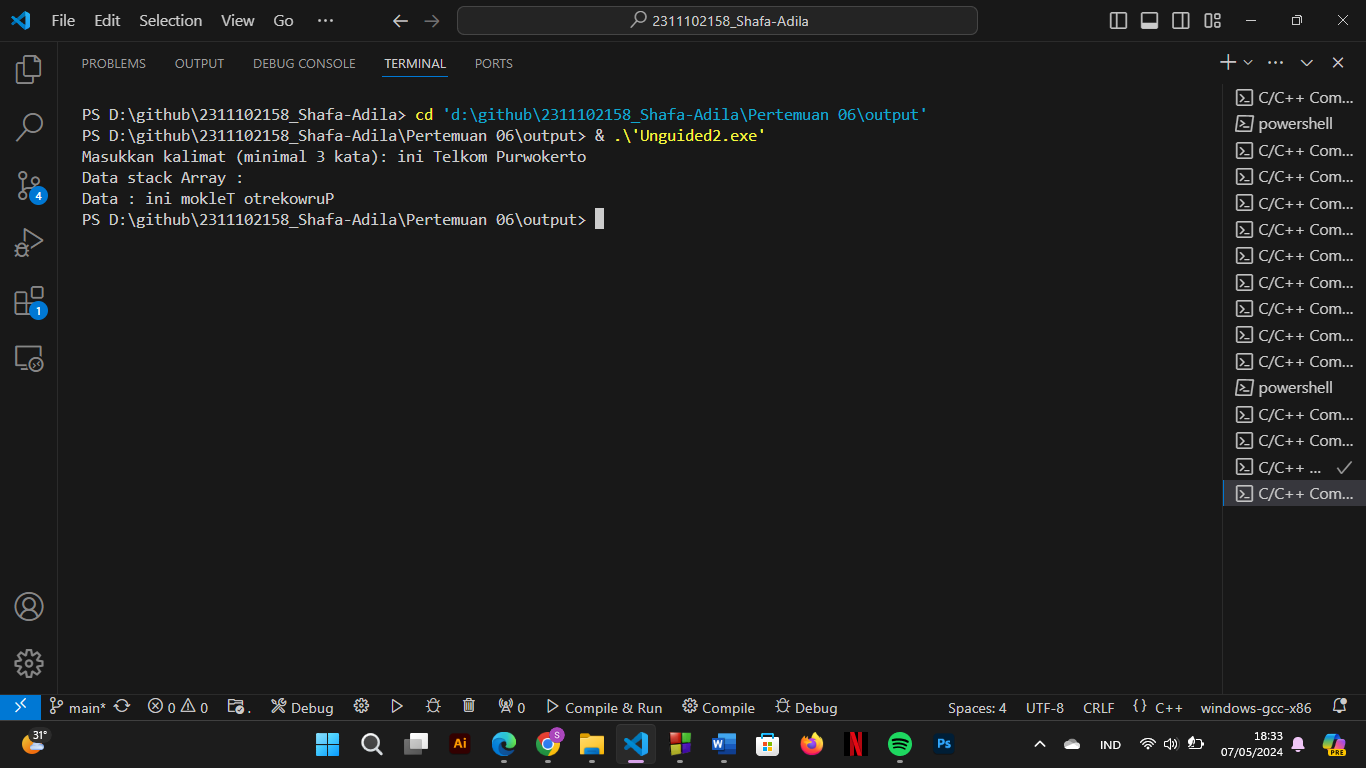 File Edit Selection View Go ··· 2311102158_Shafa-Adila
PROBLEMS OUTPUT DEBUG CONSOLE TERMINAL PORTS
PS D:\github\2311102158_Shafa-Adila> cd 'd:\github\2311102158_Shafa-Adila\Pertemuan 06\output'
PS D:\github\2311102158_Shafa-Adila\Pertemuan 06\output> & .\'Unguided2.exe'
Masukkan kalimat (minimal 3 kata): ini Telkom Purwokerto
Data stack Array :
Data : ini mokleT otrekowruP
PS D:\github\2311102158_Shafa-Adila\Pertemuan 06\output>
C/C++ Com...
powershell
C/C++ Com...
C/C++ Com...
C/C++ Com...
C/C++ Com...
C/C++ Com...
C/C++ Com...
C/C++ Com...
C/C++ Com...
C/C++ Com...
powershell
C/C++ Com...
C/C++ Com...
C/C++ ...
C/C++ Com...
4
1
main* 0 0 . Debug 0 Compile & Run Compile Debug Spaces: 4 UTF-8 CRLF {} C++ windows-gcc-x86
31° Ai S W N Ps IND 18:33 PRE
07/05/2024